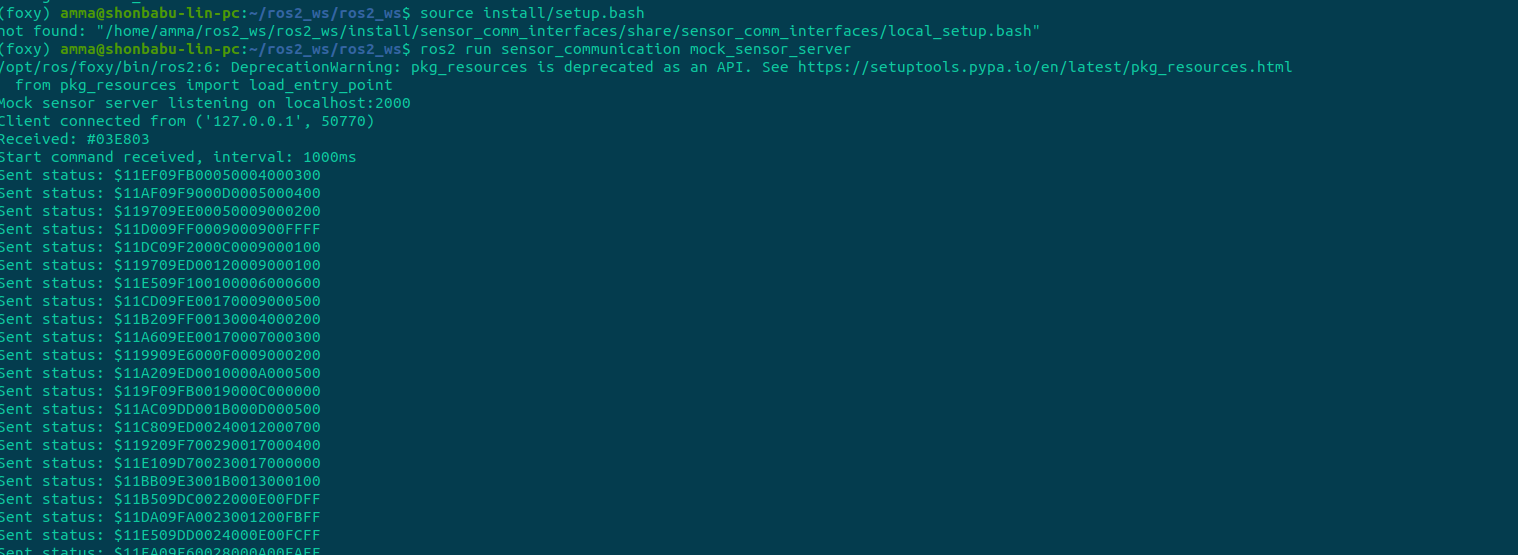 (foxy) amma@shonbabu-lin-pc:~/ros2_ws/ros2_ws$ source install/setup.bash
not found: "/home/amma/ros2_ws/ros2_ws/install/sensor_comm_interfaces/share/sensor_comm_interfaces/local_setup.bash"
(foxy) amma@shonbabu-lin-pc:~/ros2_ws/ros2_ws$ ros2 run sensor_communication mock_sensor_server
/opt/ros/foxy/bin/ros2:6: DeprecationWarning: pkg_resources is deprecated as an API. See https://setuptools.pypa.io/en/latest/pkg_resources.html
  from pkg_resources import load_entry_point
Mock sensor server listening on localhost:2000
Client connected from ('127.0.0.1', 50770)
Received: #03E803
Start command received, interval: 1000ms
Sent status: $11EF09FB00050004000300
Sent status: $11AF09F9000D0005000400
Sent status: $119709EE00050009000200
Sent status: $11D009FF0009000900FFFF
Sent status: $11DC09F2000C0009000100
Sent status: $119709ED00120009000100
Sent status: $11E509F100100006000600
Sent status: $11CD09FE00170009000500
Sent status: $11B209FF00130004000200
Sent status: $11A609EE00170007000300
Sent status: $119909E6000F0009000200
Sent status: $11A209ED0010000A000500
Sent status: $119F09FB0019000C000000
Sent status: $11AC09DD001B000D000500
Sent status: $11C809ED00240012000700
Sent status: $119209F700290017000400
Sent status: $11E109D700230017000000
Sent status: $11BB09E3001B0013000100
Sent status: $11B509DC0022000E00FDFF
Sent status: $11DA09FA0023001200FBFF
Sent status: $11E509DD0024000E00FCFF
Sent status: